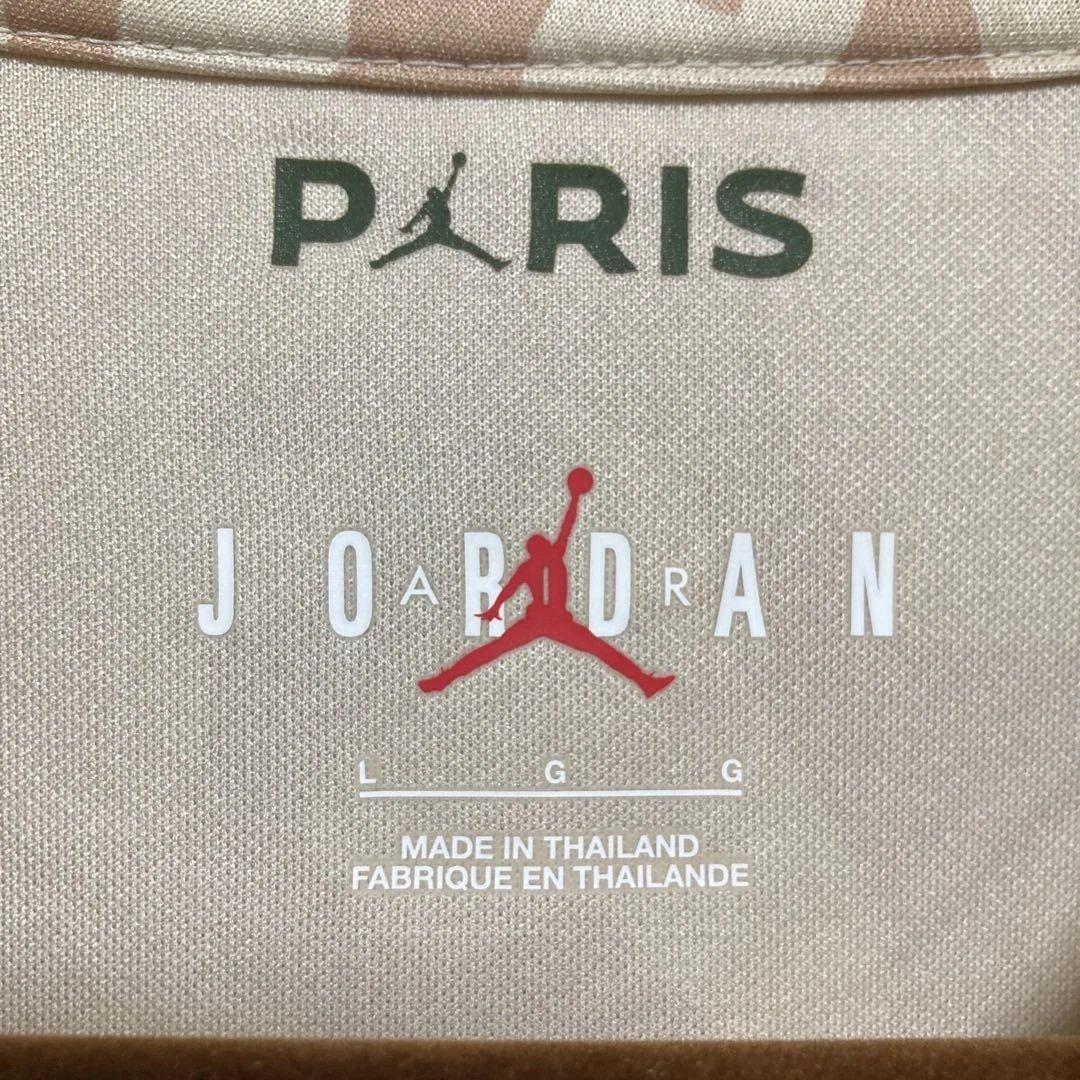 PARIS
JORDAN
AIR
L G G
MADE IN THAILAND
FABRIQUE EN THAILANDE